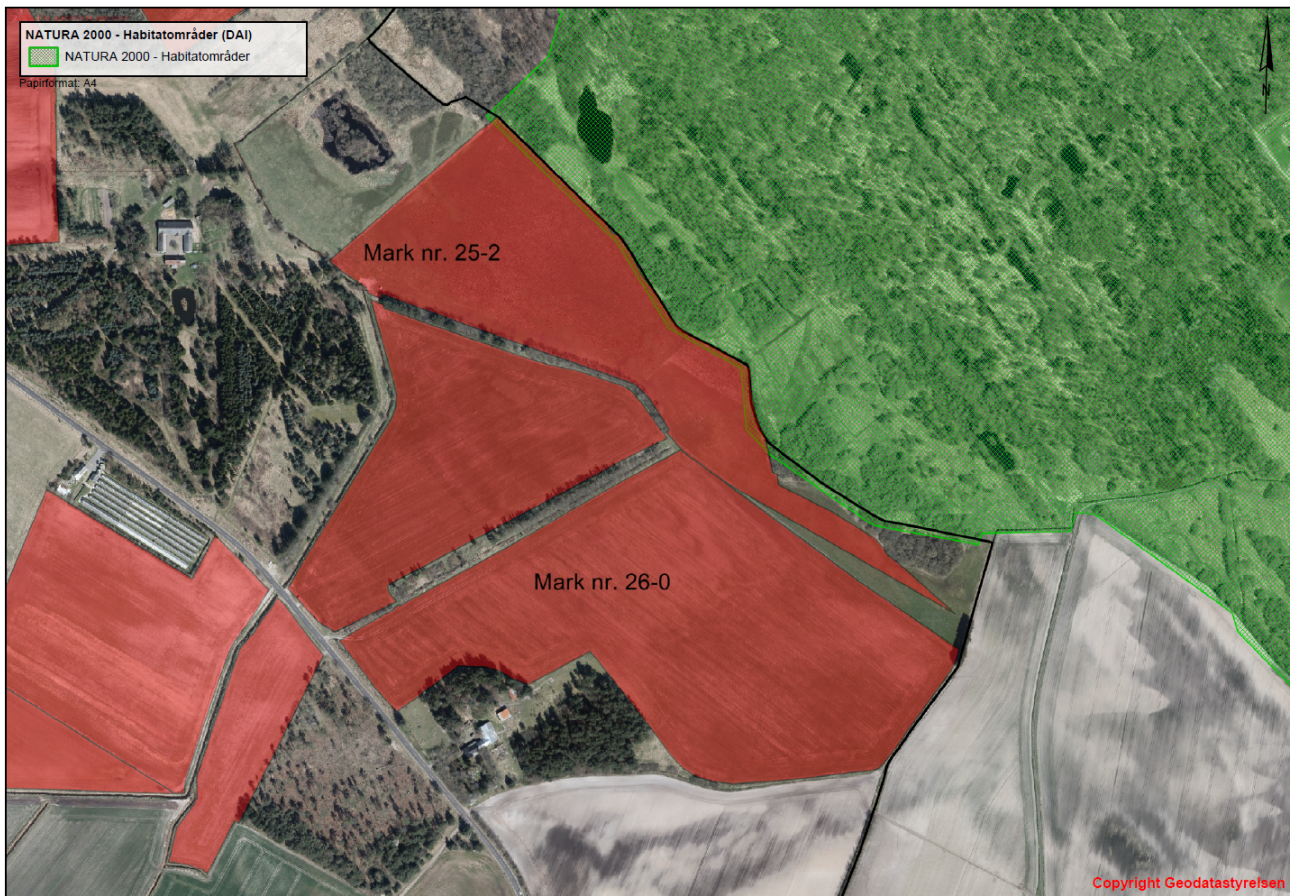 NATURA 2000 - Habitatområder (DAI)
NATURA 2000 - Habitatområder
Papirformat: A4
N
Mark nr. 25-2
Mark nr. 26-0
Copyright Geodatastyrelsen